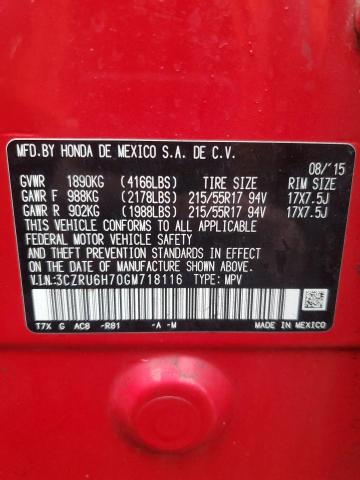 MFD.BY HONDA DE MEXICO S.A. DE C.V.
08/'15
GVWR 1890KG (4166LBS) TIRE SIZE RIM SIZE
GAWR F 988KG (2178LBS) 215/55R17 94V 17X7.5J
GAWR R 902KG (1988LBS) 215/55R17 94V 17X7.5J
THIS VEHICLE CONFORMS TO ALL APPLICABLE
FEDERAL MOTOR VEHICLE SAFETY
AND THEFT PREVENTION STANDARDS IN EFFECT
ON THE DATE OF MANUFACTURE SHOWN ABOVE.
V.I.N.:3CZRU6H70GM718116 TYPE: MPV
T7X G AC8 -R81 -A -M